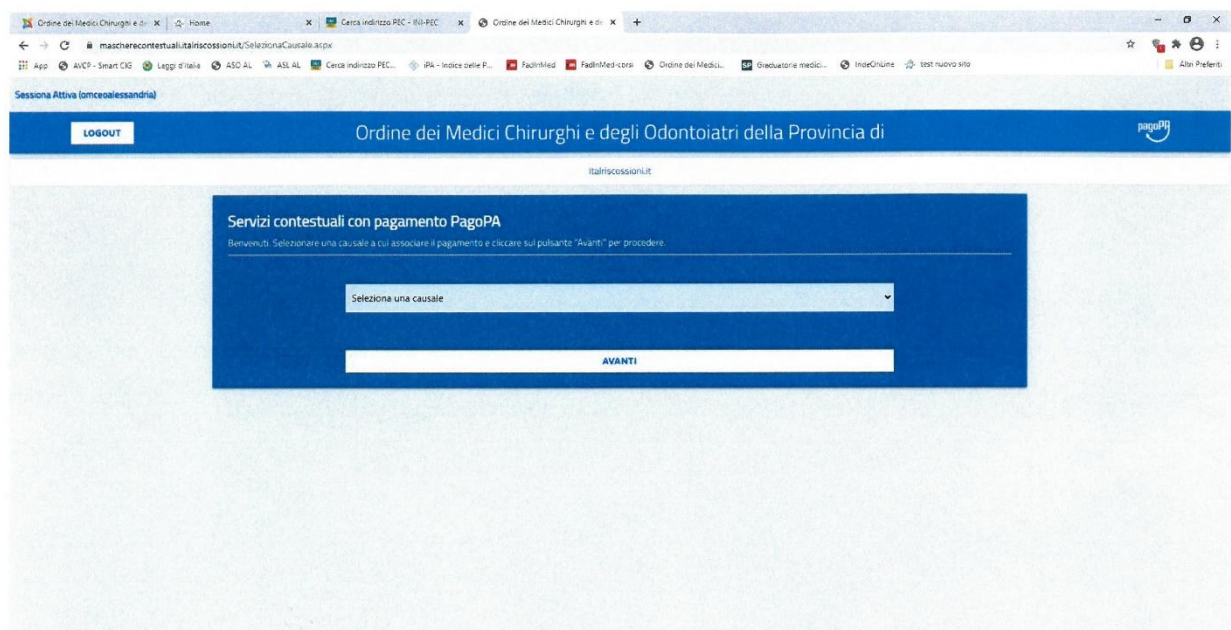 Ordine dei Medici Chirurghi e de
Home
Cerca indirizzo PEC - INI-PEC
Ordine dei Medici Chirurghi e de
mascherecontestuali.italriscossioni.it/SelezionaCausale.aspx
App
AVCP - Smart CIG
Leggi d'Italia
ASO AL
ASL AL
Cerca indirizzo PEC...
iPA - Indice delle P...
FadInMed
FadInMed-corsi
Ordine dei Medici...
Graduatorie medici...
IndeOnLine
test nuovo sito
Altri Preferiti
Sessiona Attiva (omceoalessandria)
LOGOUT
Ordine dei Medici Chirurghi e degli Odontoiatri della Provincia di
pagoPA
Italriscossioni.it
Servizi contestuali con pagamento PagoPA
Benvenuti. Selezionare una causale a cui associare il pagamento e cliccare sul pulsante "Avanti" per procedere.
Seleziona una causale
AVANTI